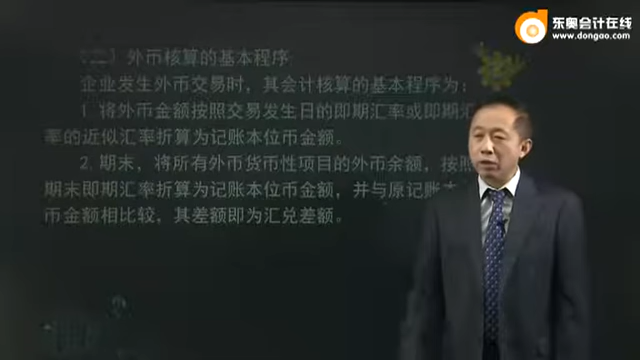 东奥会计在线
www.dongao.com
(二)外币核算的基本程序
企业发生外币交易时,其会计核算的基本程序为:
1.将外币金额按照交易发生日的即期汇率或即期汇
率的近似汇率折算为记账本位币金额。
2.期末,将所有外币货币性项目的外币余额,按
期末即期汇率折算为记账本位币金额,并与原记账本
币金额相比较,其差额即为汇兑差额。